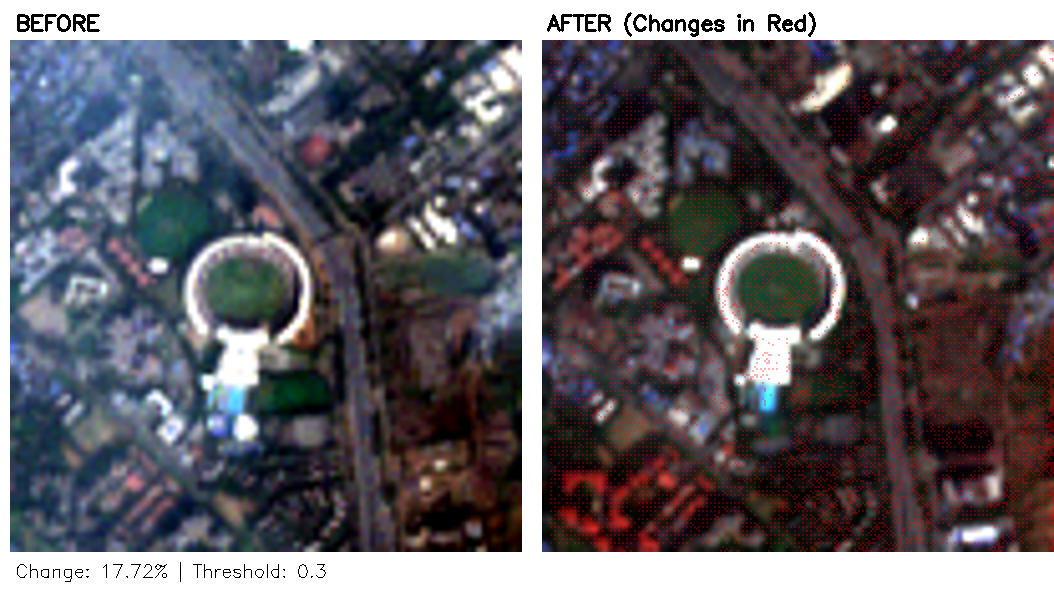 BEFORE
AFTER (Changes in Red)
Change: 17.72% | Threshold: 0.3